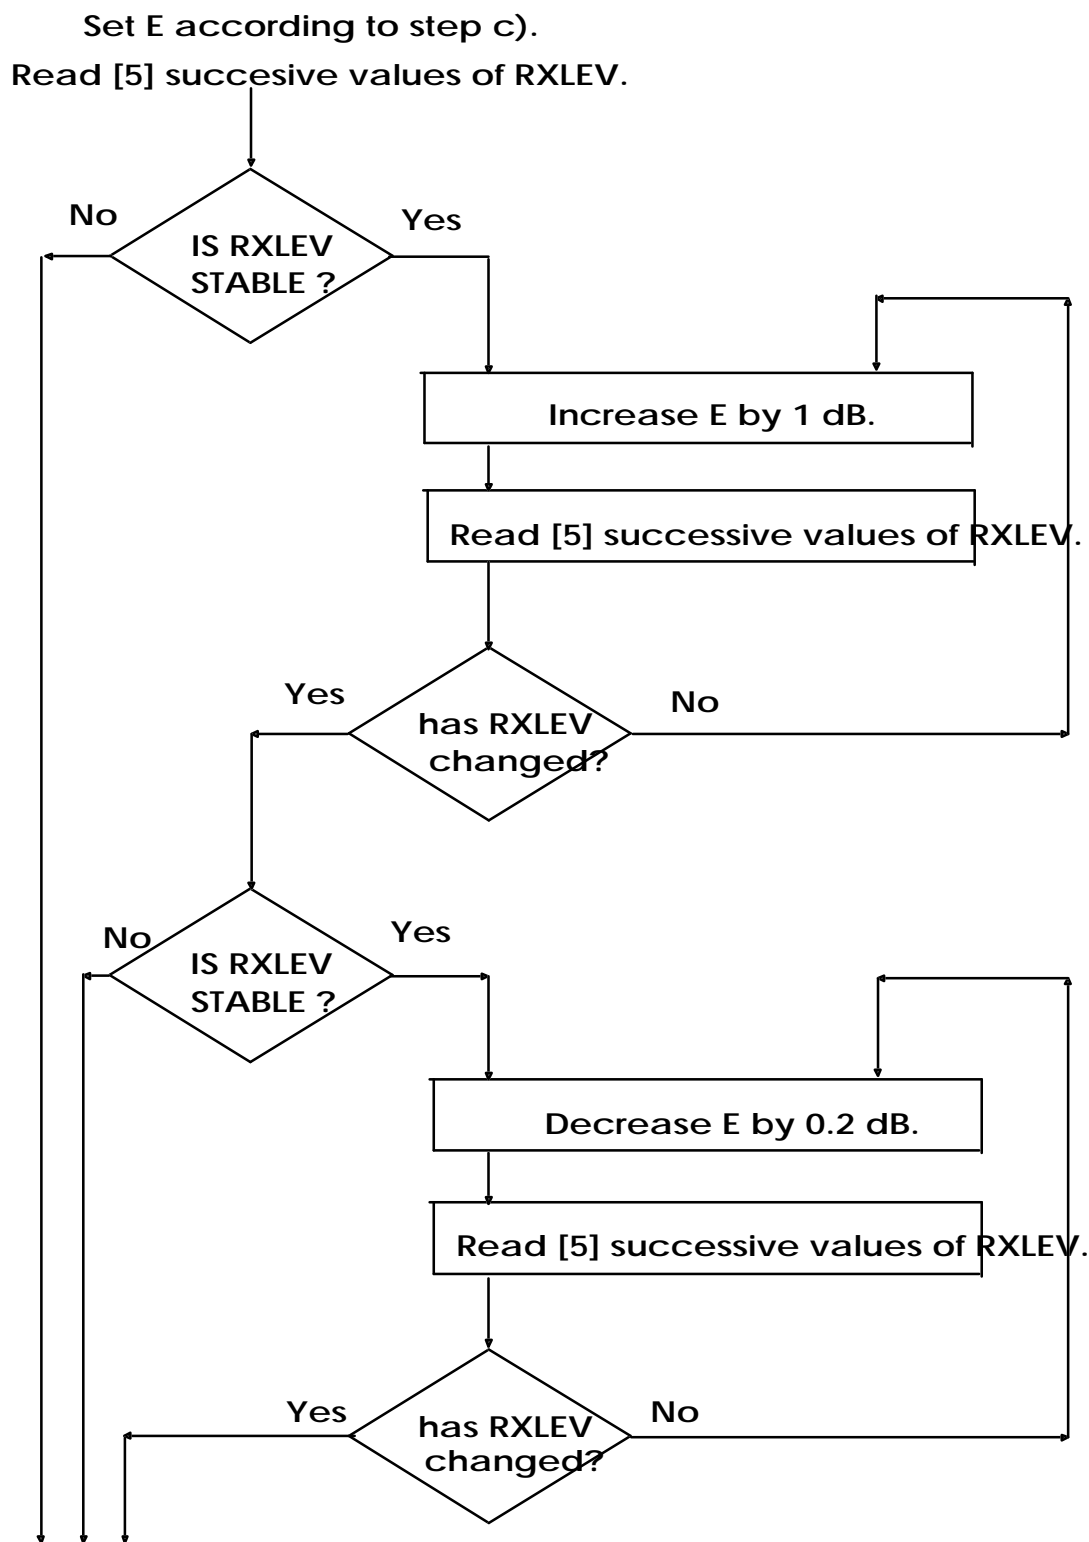 Set E according to step c).
Read [5] succesive values of RXLEV.
No
Yes
IS RXLEV
STABLE ?
Increase E by 1 dB.
Read [5] successive values of RXLEV.
Yes
No
has RXLEV
changed?
No
Yes
IS RXLEV
STABLE ?
Decrease E by 0.2 dB.
Read [5] successive values of RXLEV.
Yes
No
has RXLEV
changed?